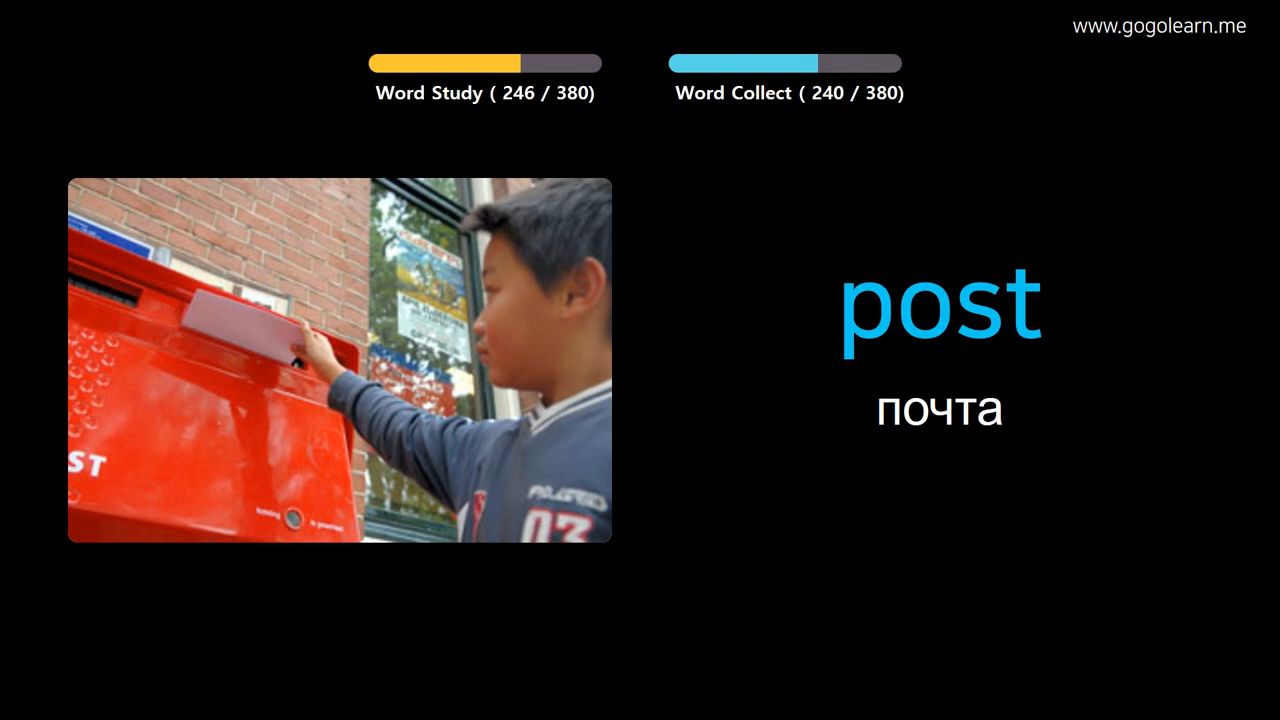 www.gogolearn.me
Word Study ( 246 / 380)
Word Collect ( 240 / 380)
post
почта
ST
03